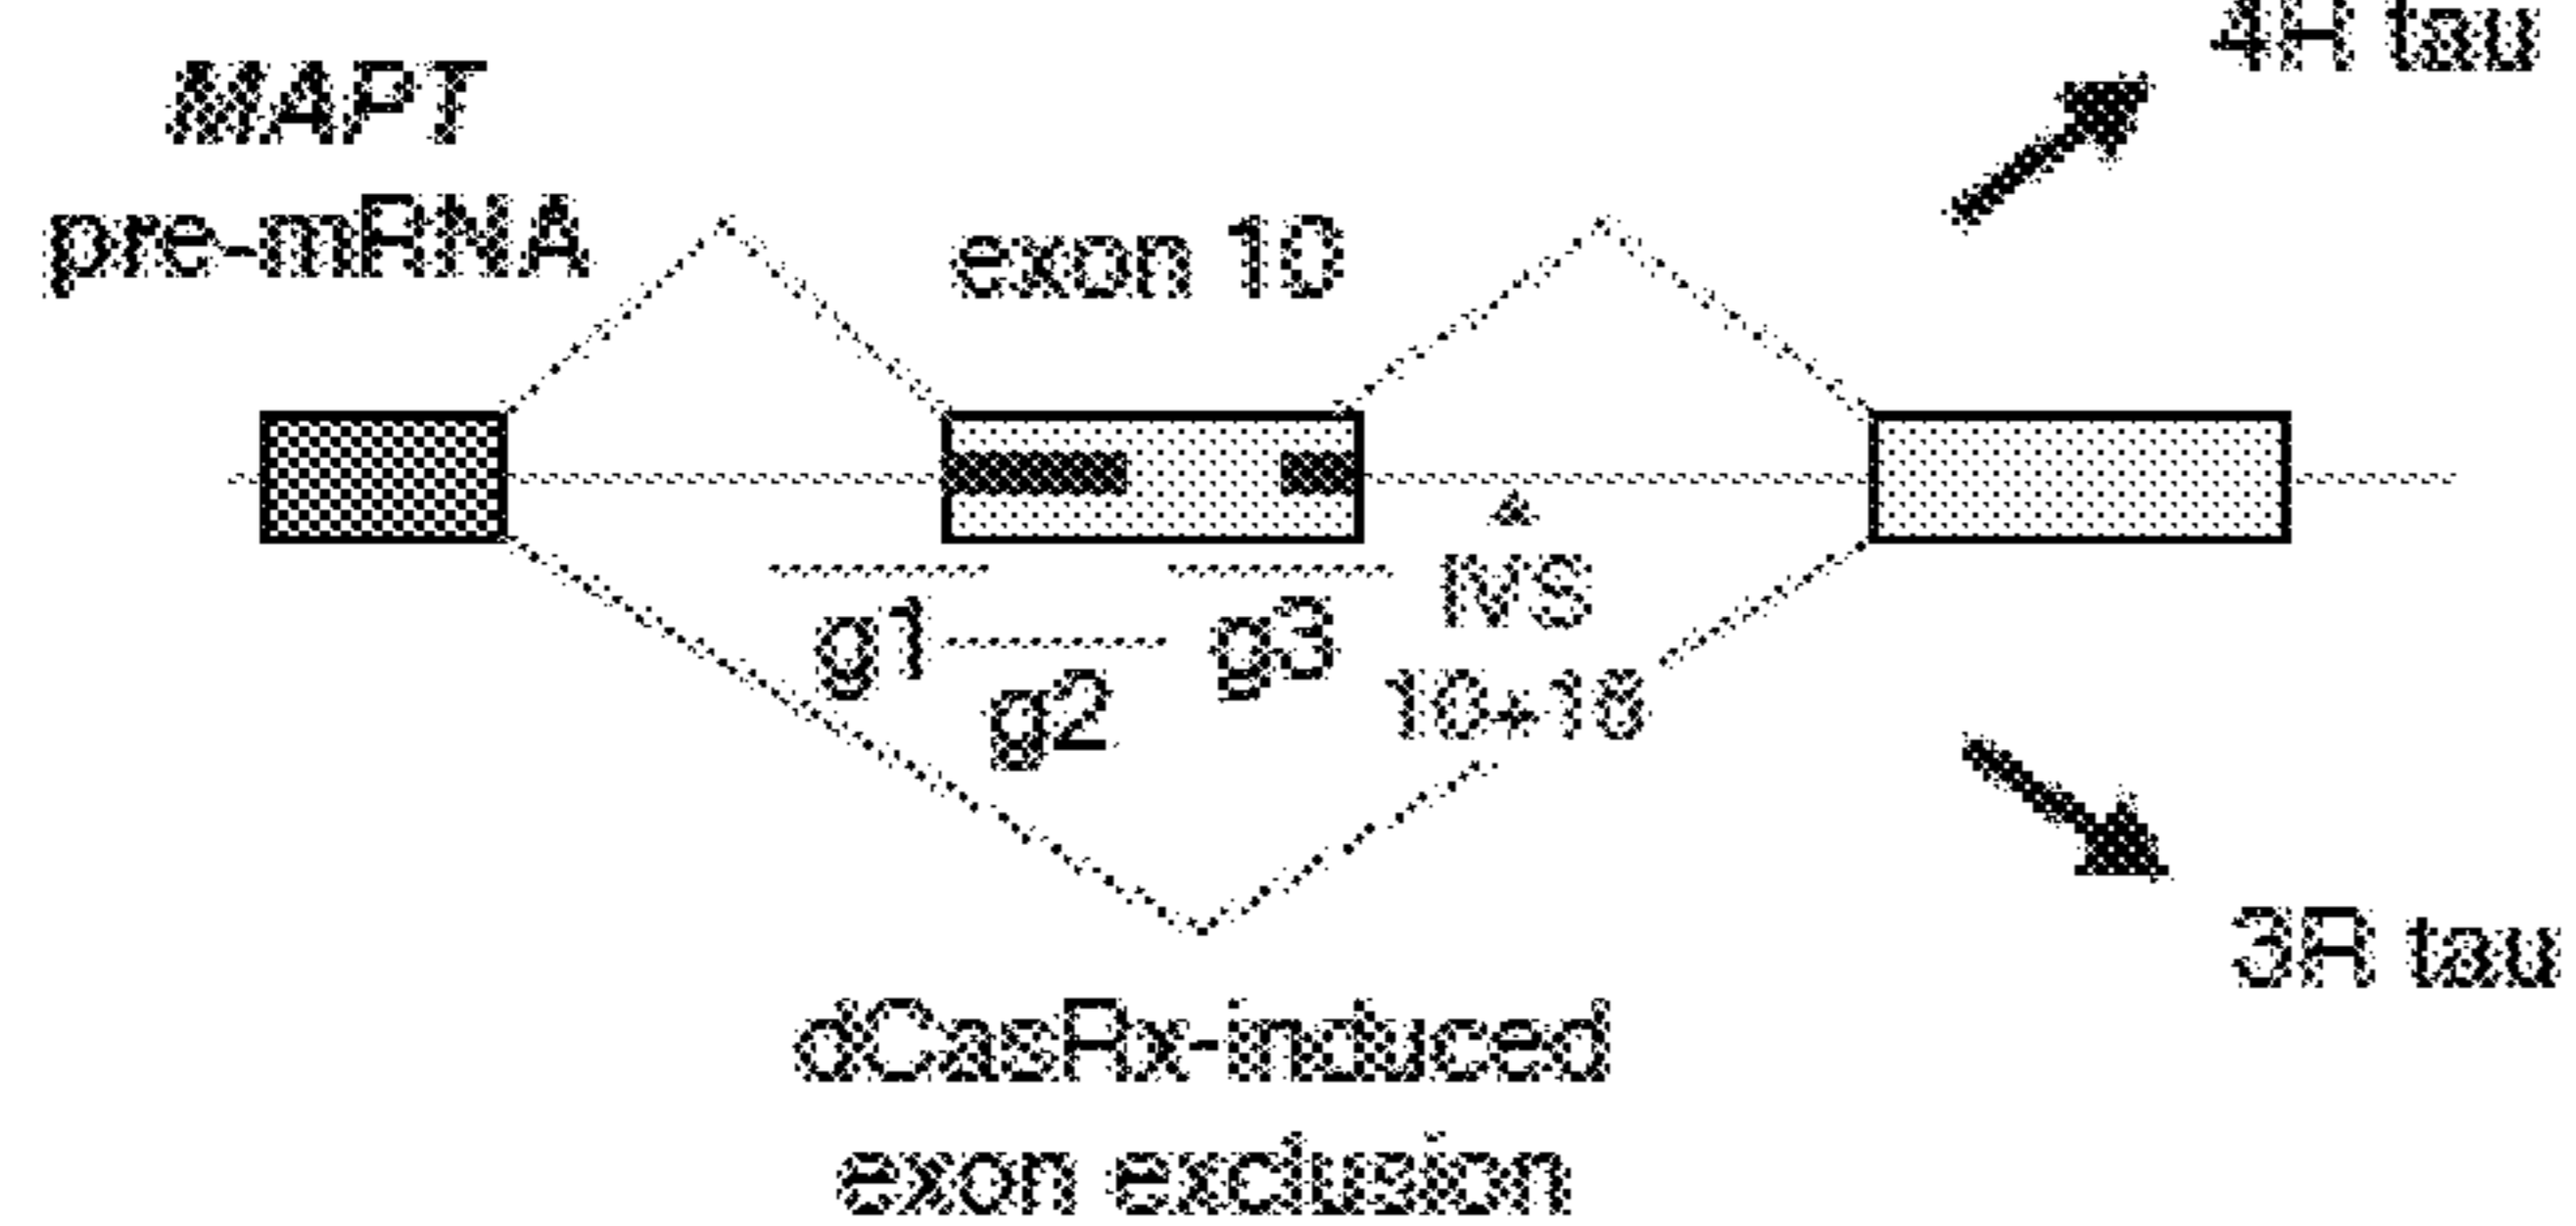 4R tau
MAPT
pre-mRNA
exon 10
g1
g2
g3
IVS
10+16
3R tau
dCasRx-induced
exon exclusion